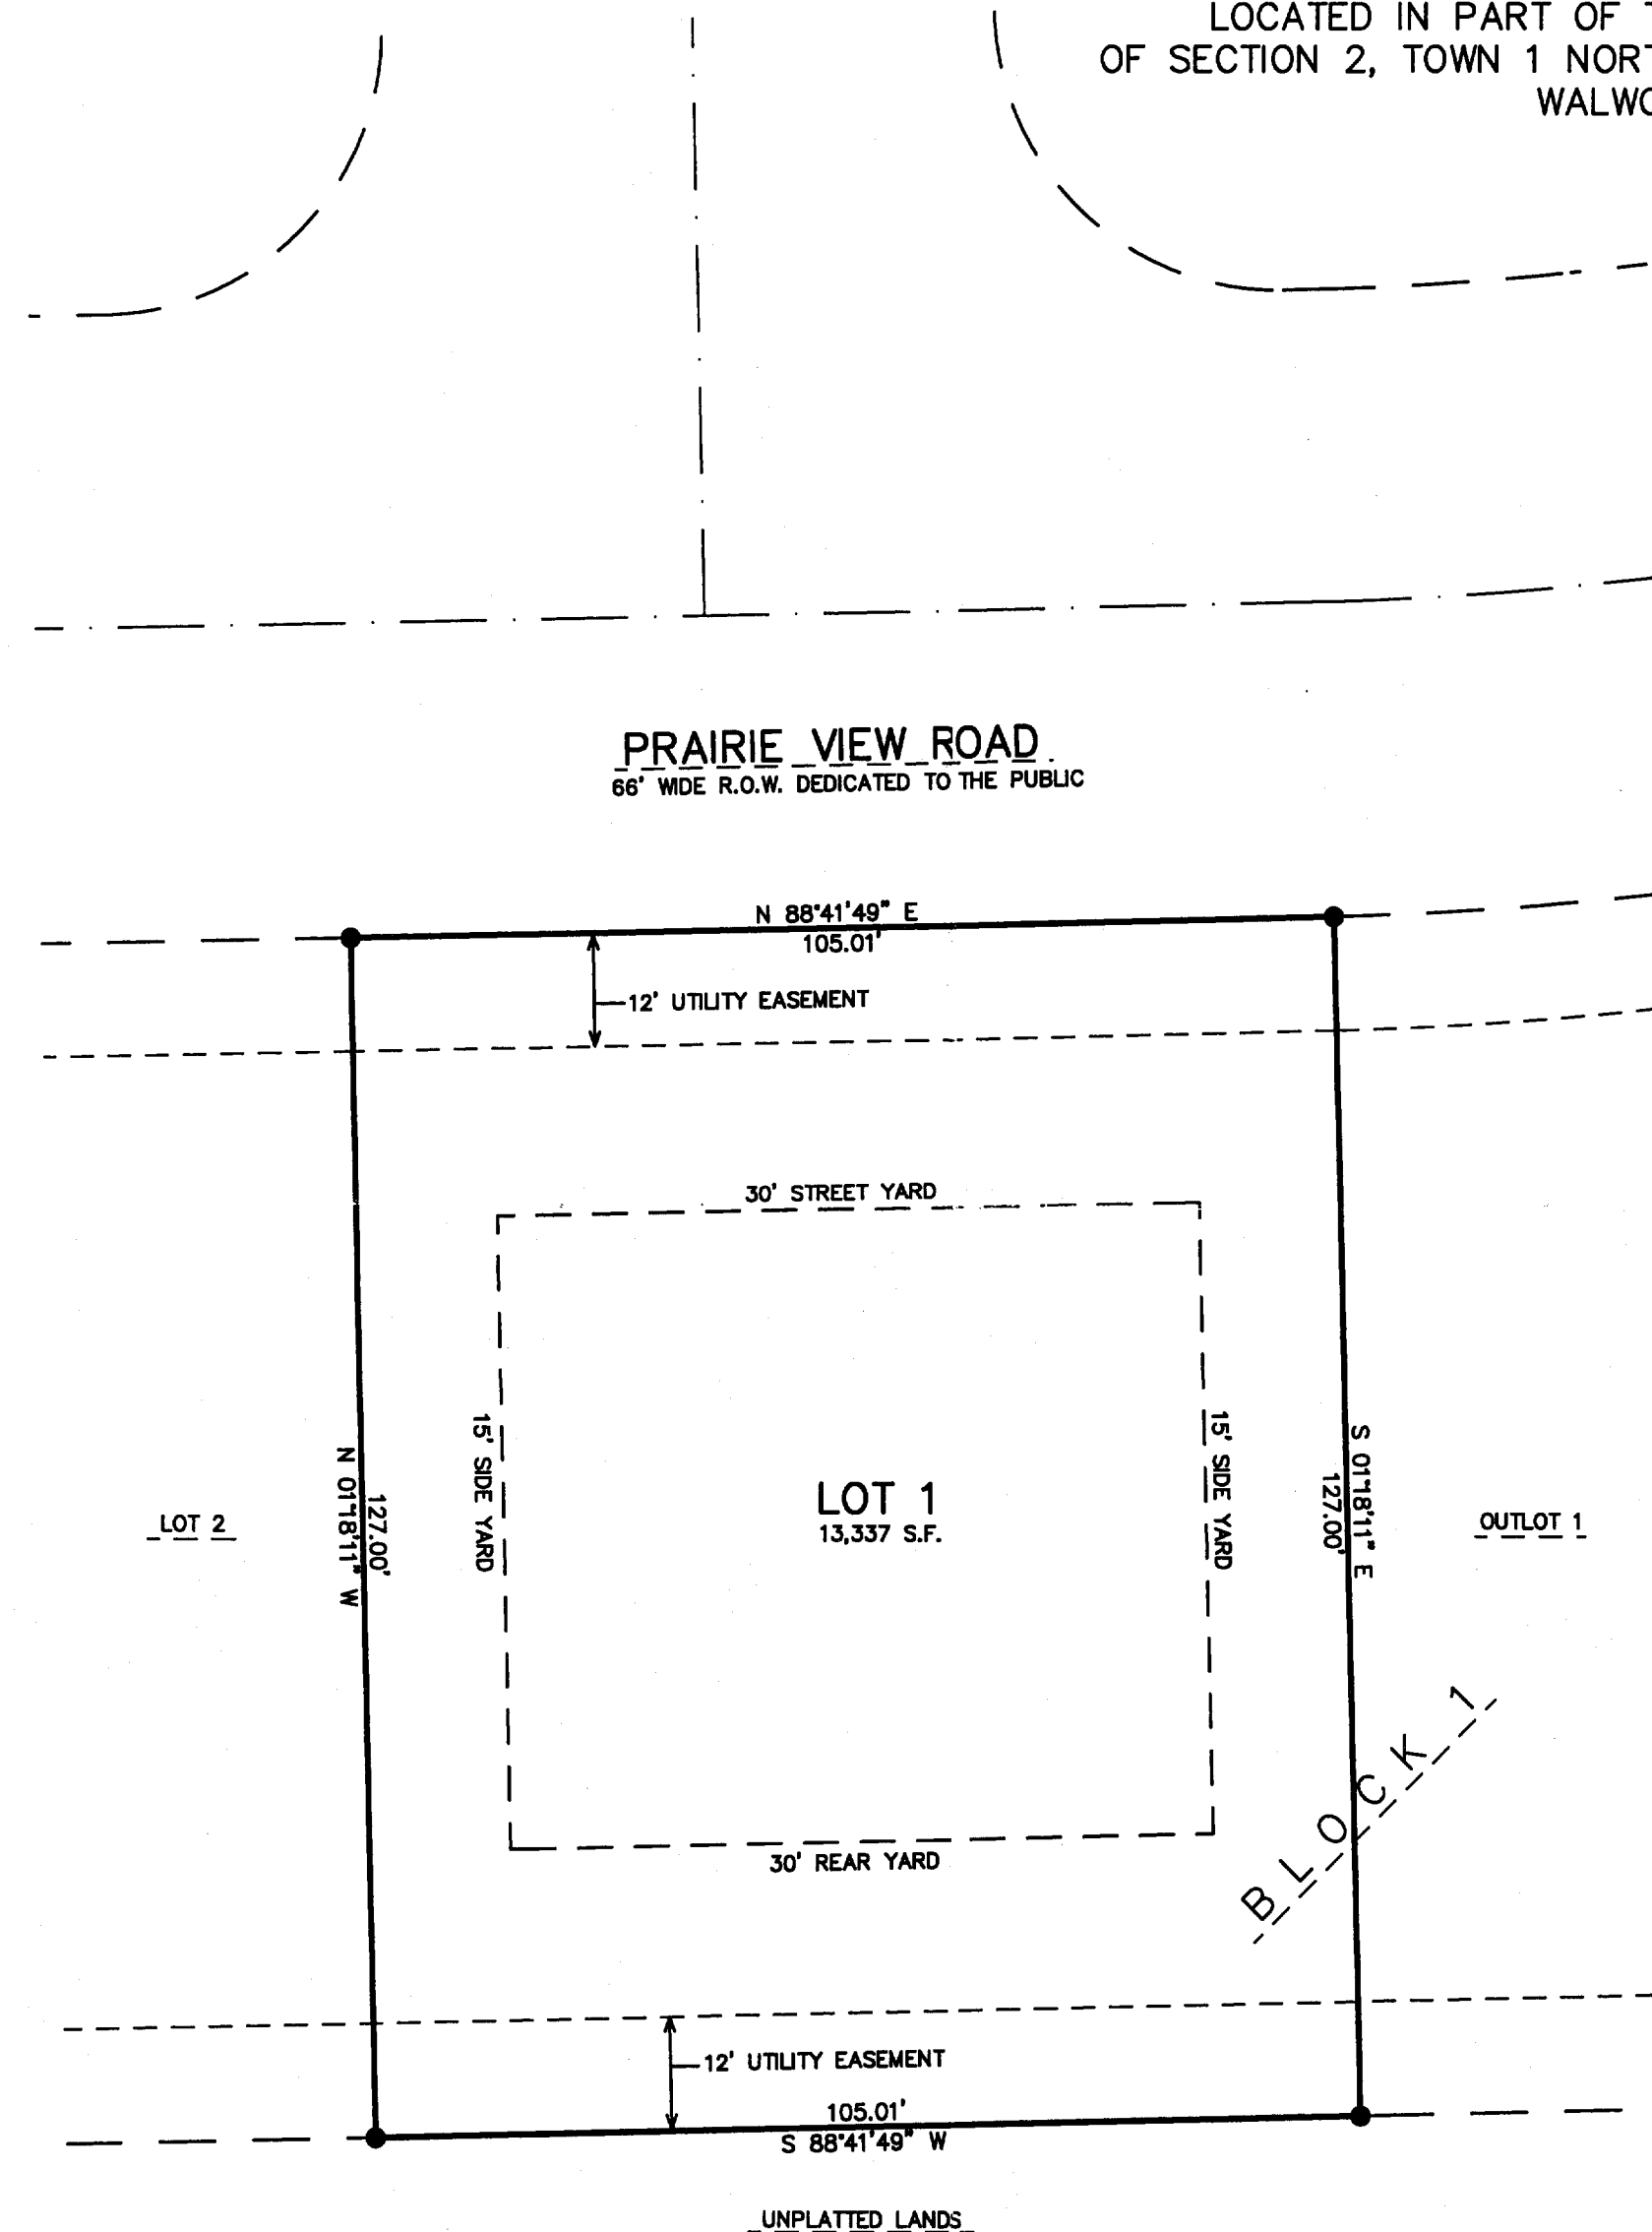 LOCATED IN PART OF
OF SECTION 2, TOWN 1
PRAIRIE VIEW ROAD
66' WIDE R.O.W. DEDICATED TO THE PUBLIC
N 88°41'49" E
105.01'
12' UTILITY EASEMENT
30' STREET YARD
15' SIDE YARD
15' SIDE YARD
N 01°18'11" W
127.00'
S 01°18'11" E
127.00'
LOT 2
LOT 1
13,337 S.F.
OUTLOT 1
BLOCK 1
30' REAR YARD
12' UTILITY EASEMENT
105.01'
S 88°41'49" W
UNPLATTED LANDS